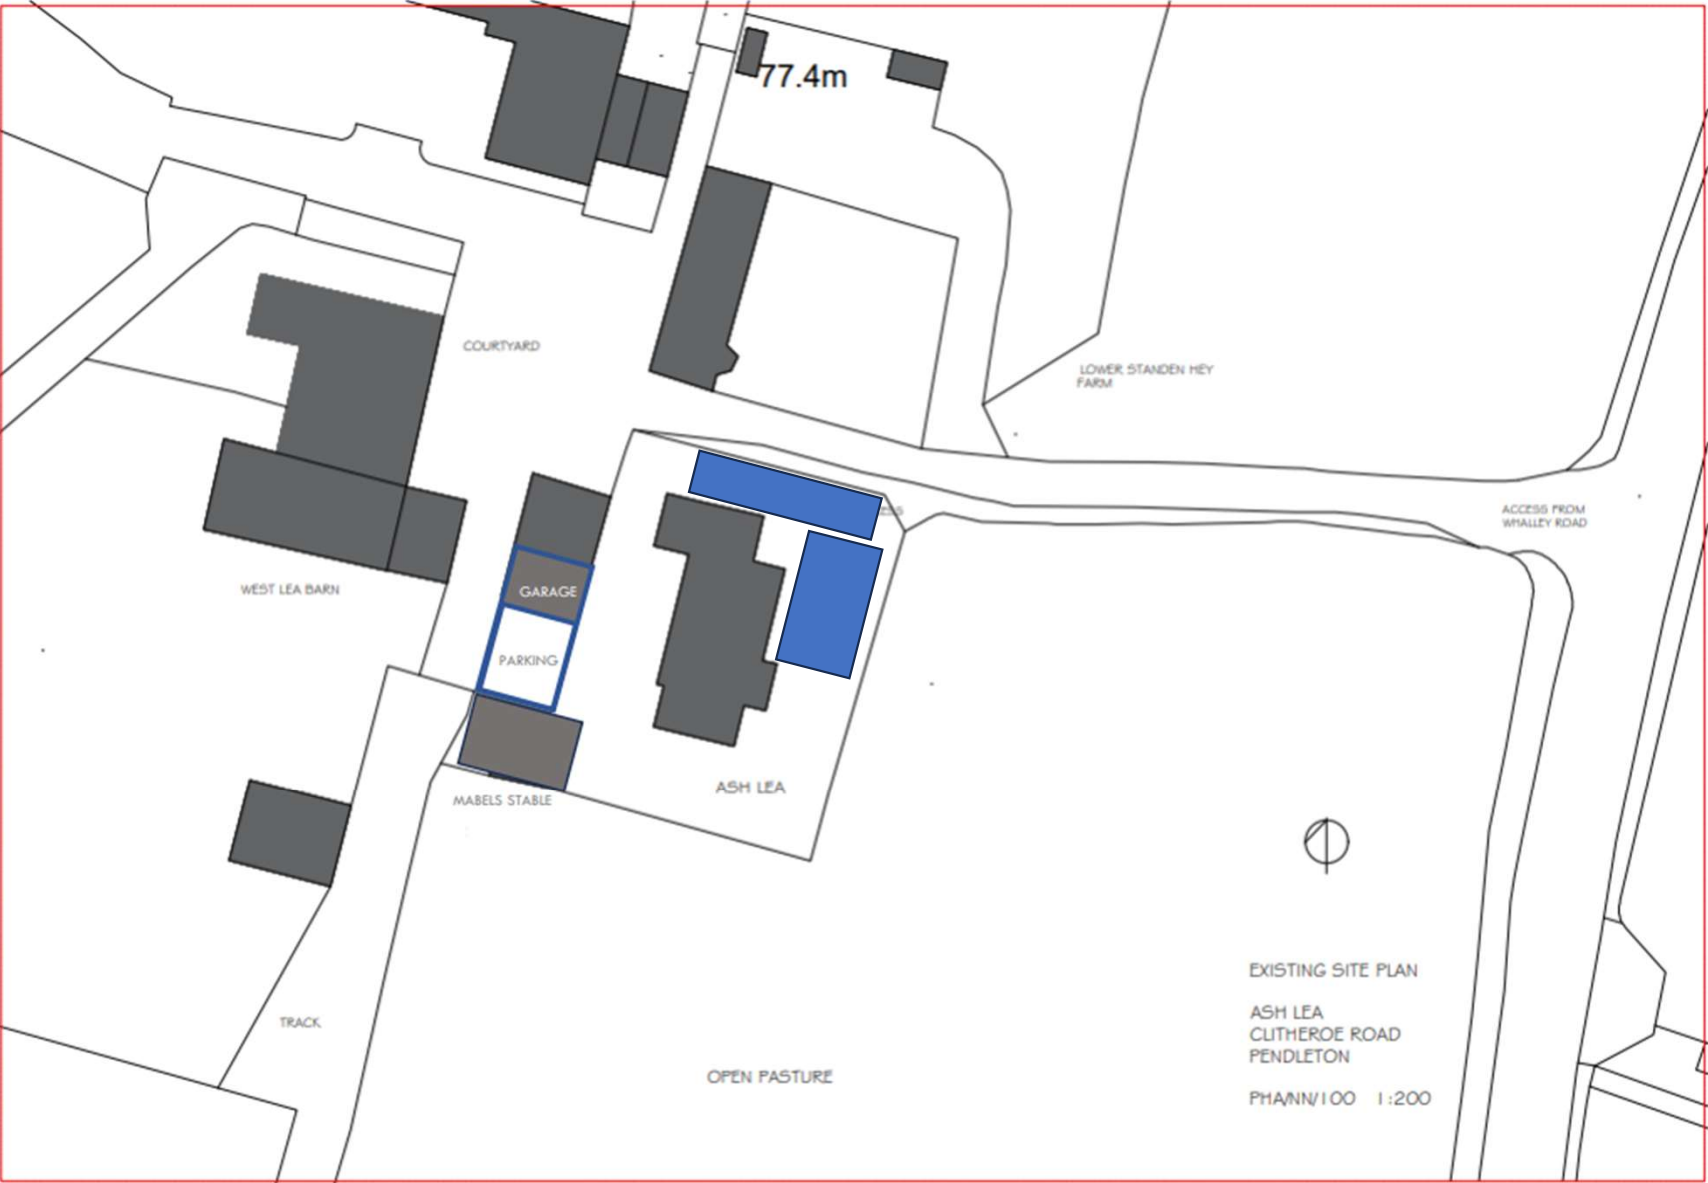 77.4m
COURTYARD
LOWER STANDEN HEY
FARM
ACCESS FROM
WHALLEY ROAD
WEST LEA BARN
GARAGE
PARKING
ASH LEA
MABELS STABLE
EXISTING SITE PLAN
ASH LEA
CLITHEROE ROAD
PENDLETON
PHA/NN/100 1:200
TRACK
OPEN PASTURE